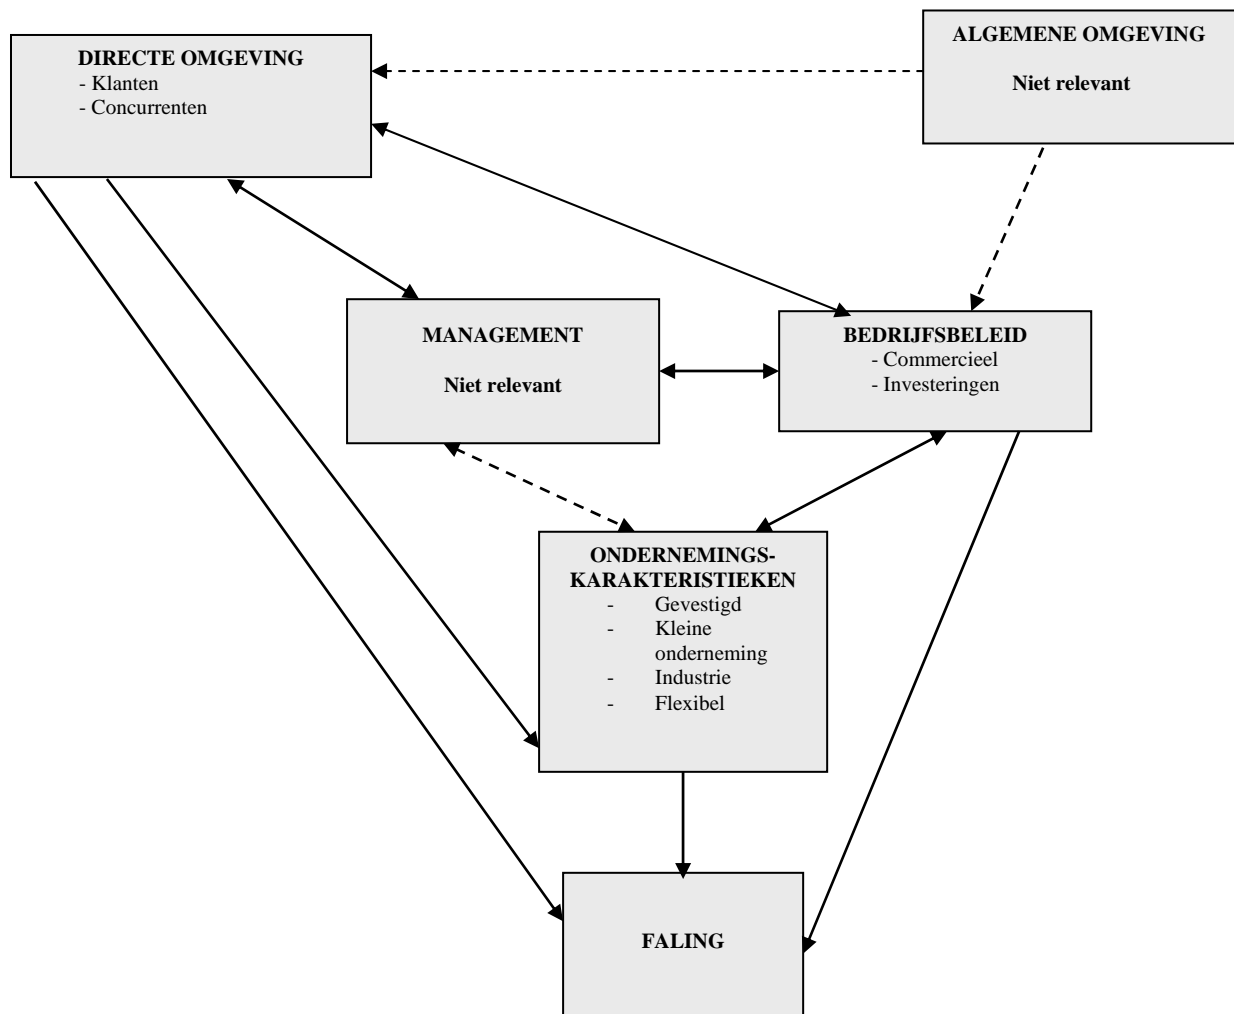 DIRECTE OMGEVING
- Klanten
- Concurrenten
ALGEMENE OMGEVING
Niet relevant
MANAGEMENT
Niet relevant
BEDRIJFSBELEID
- Commercieel
- Investeringen
ONDERNEMINGS-
KARAKTERISTIEKEN
- Gevestigd
- Kleine
onderneming
- Industrie
- Flexibel
FALING